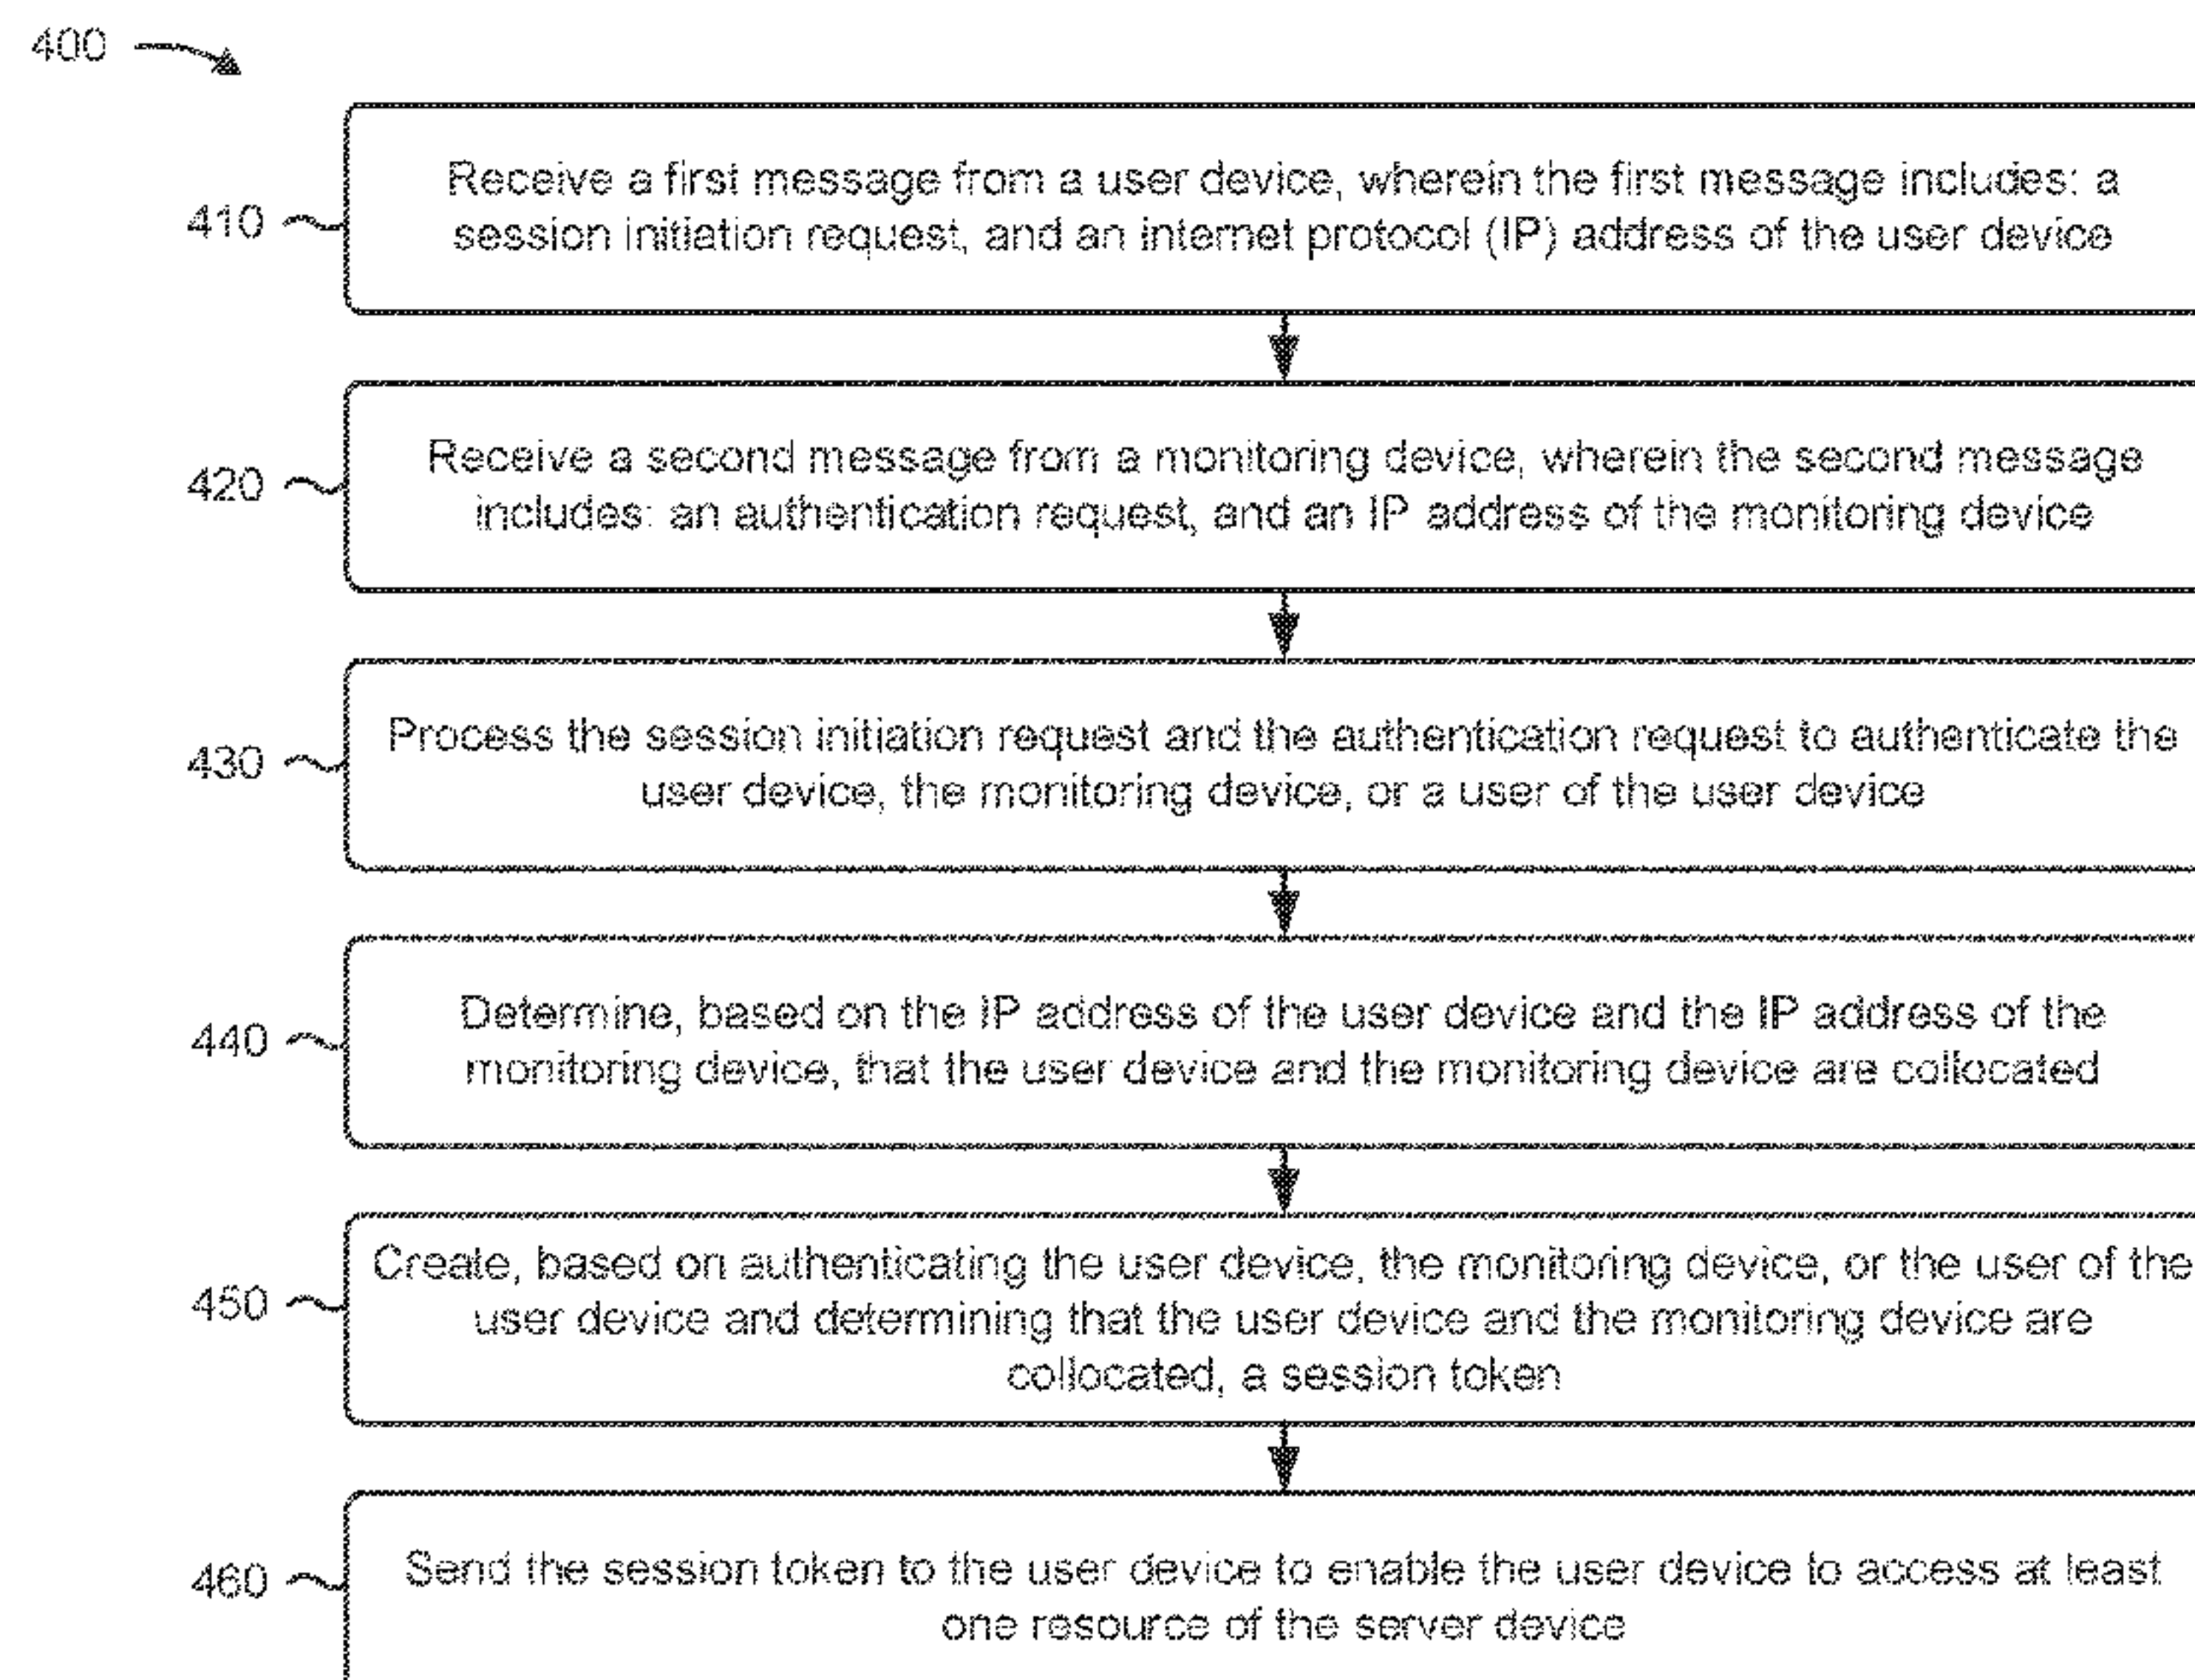 400
410
Receive a first message from a user device, wherein the first message includes: a
session initiation request, and an internet protocol (IP) address of the user device
420
Receive a second message from a monitoring device, wherein the second message
includes: an authentication request, and an IP address of the monitoring device
430
Process the session initiation request and the authentication request to authenticate the
user device, the monitoring device, or a user of the user device
440
Determine, based on the IP address of the user device and the IP address of the
monitoring device, that the user device and the monitoring device are collocated
450
Create, based on authenticating the user device, the monitoring device, or the user of the
user device and determining that the user device and the monitoring device are
collocated, a session token
460
Send the session token to the user device to enable the user device to access at least
one resource of the server device